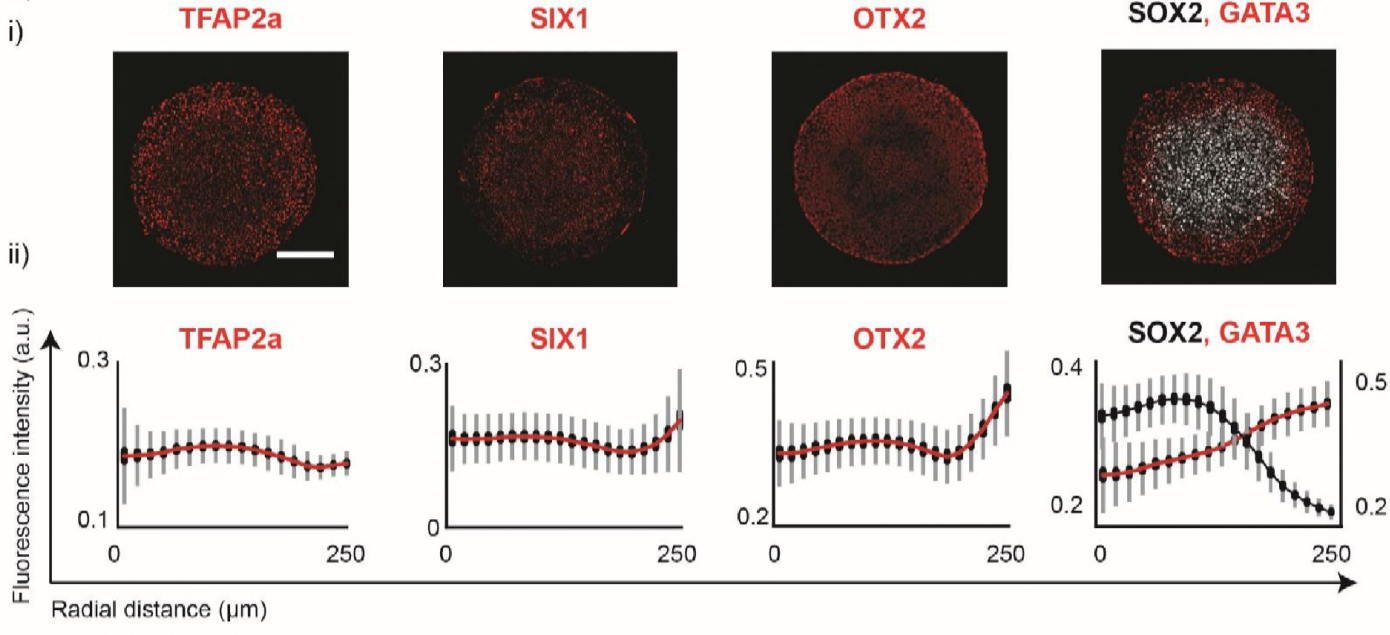 i)
TFAP2a SIX1 OTX2 SOX2, GATA3
ii)
TFAP2a SIX1 OTX2 SOX2, GATA3
Fluorescence intensity (a.u.)
0.3 0.3 0.5 0.4 0.5
0.1 0 0.2 0.2 0.2
0 250 0 250 0 250 0 250
Radial distance (µm)